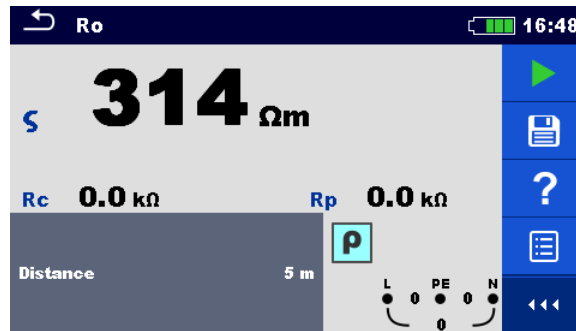 Ro 16:48
ς 314 Ωm
Rc 0.0 kΩ Rp 0.0 kΩ
ρ
Distance 5 m
L PE N
0 0
0
?